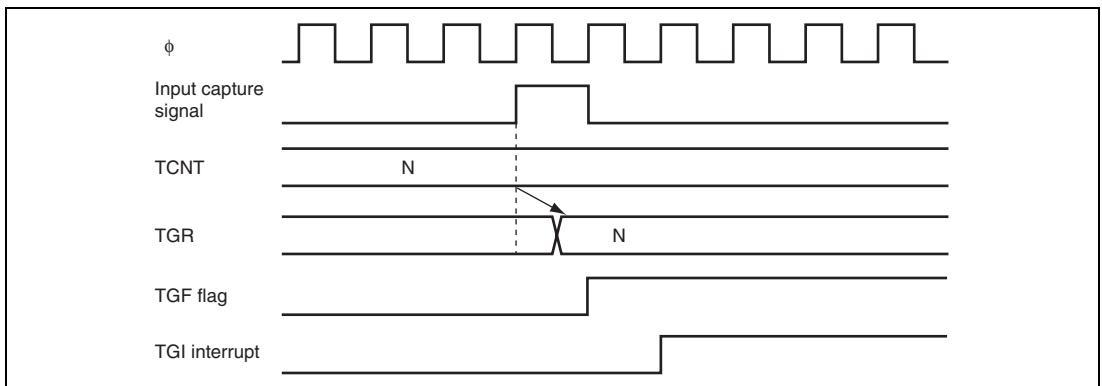 ϕ
Input capture
signal
TCNT
N
TGR
N
TGF flag
TGI interrupt